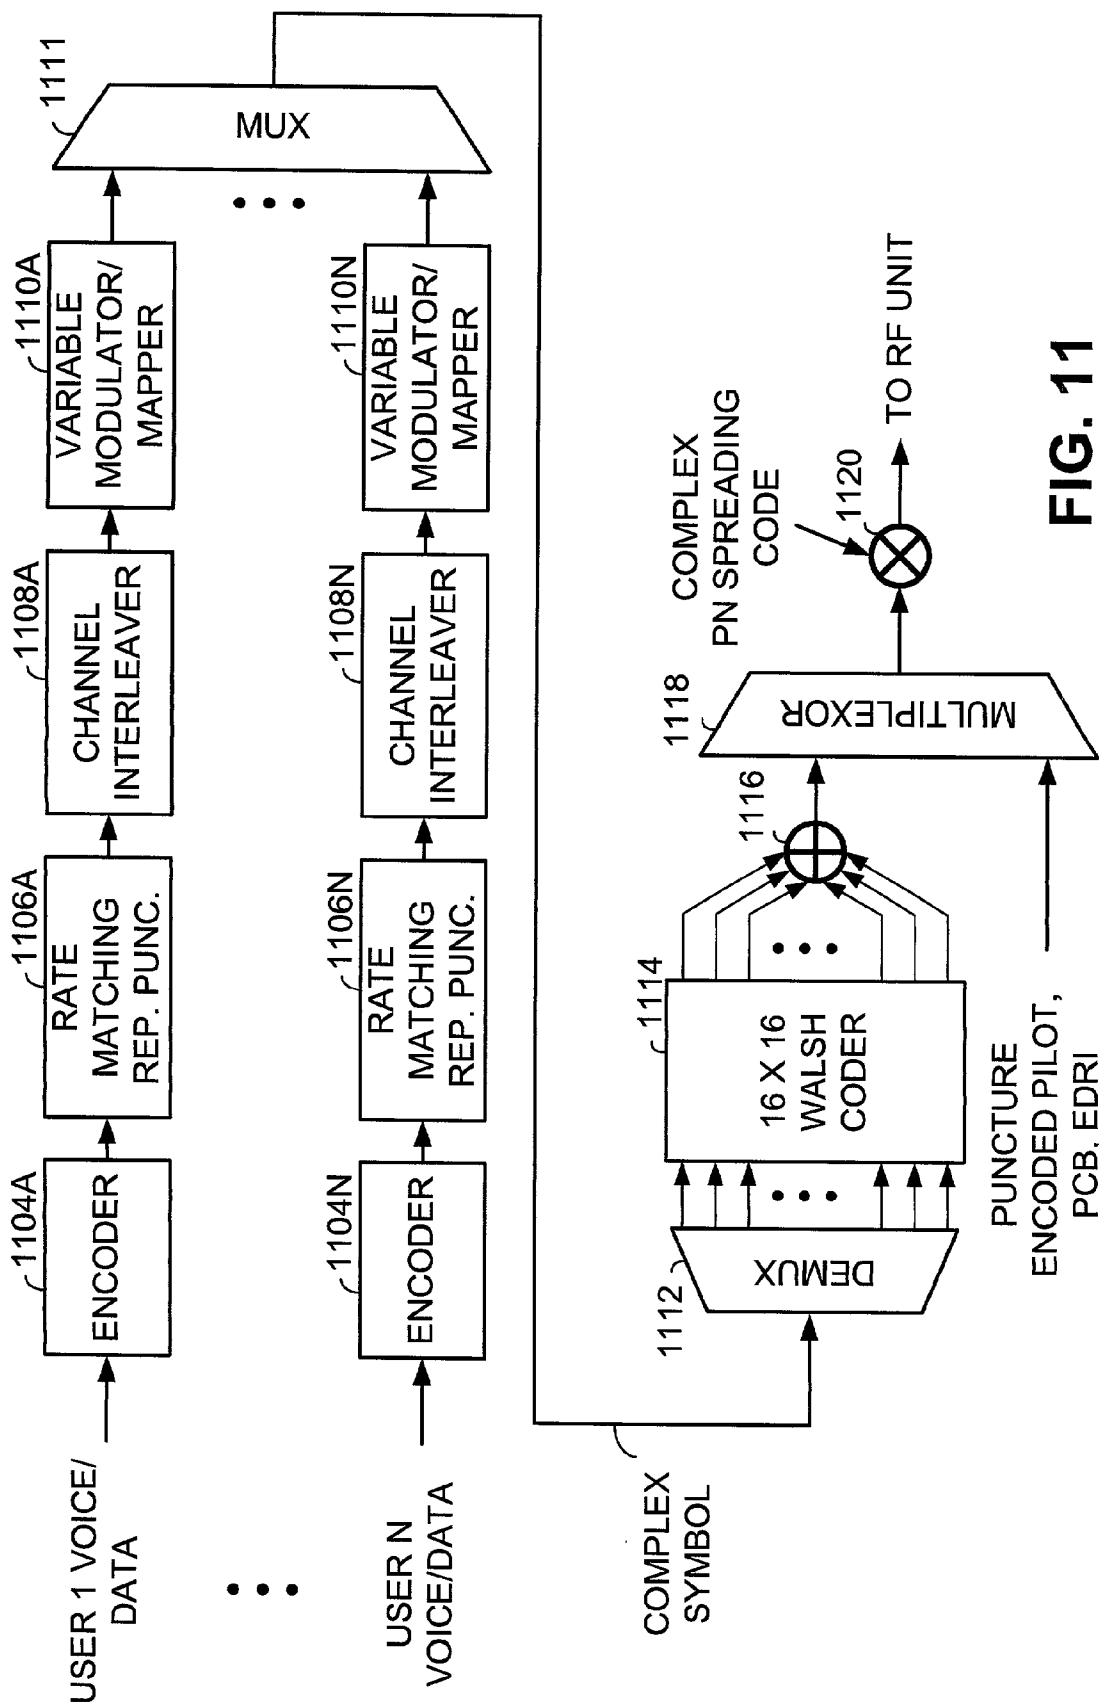 USER 1 VOICE/
DATA
1104A
ENCODER
1106A
RATE
MATCHING
REP. PUNC.
1108A
CHANNEL
INTERLEAVER
1110A
VARIABLE
MODULATOR/
MAPPER
1111
MUX
USER N
VOICE/DATA
1104N
ENCODER
1106N
RATE
MATCHING
REP. PUNC.
1108N
CHANNEL
INTERLEAVER
1110N
VARIABLE
MODULATOR/
MAPPER
COMPLEX
SYMBOL
1112
DEMUX
1114
16 X 16
WALSH
CODER
1116
1118
MULTIPLEXOR
COMPLEX
PN SPREADING
CODE
1120
TO RF UNIT
PUNCTURE
ENCODED PILOT,
PCB, EDRI
FIG. 11